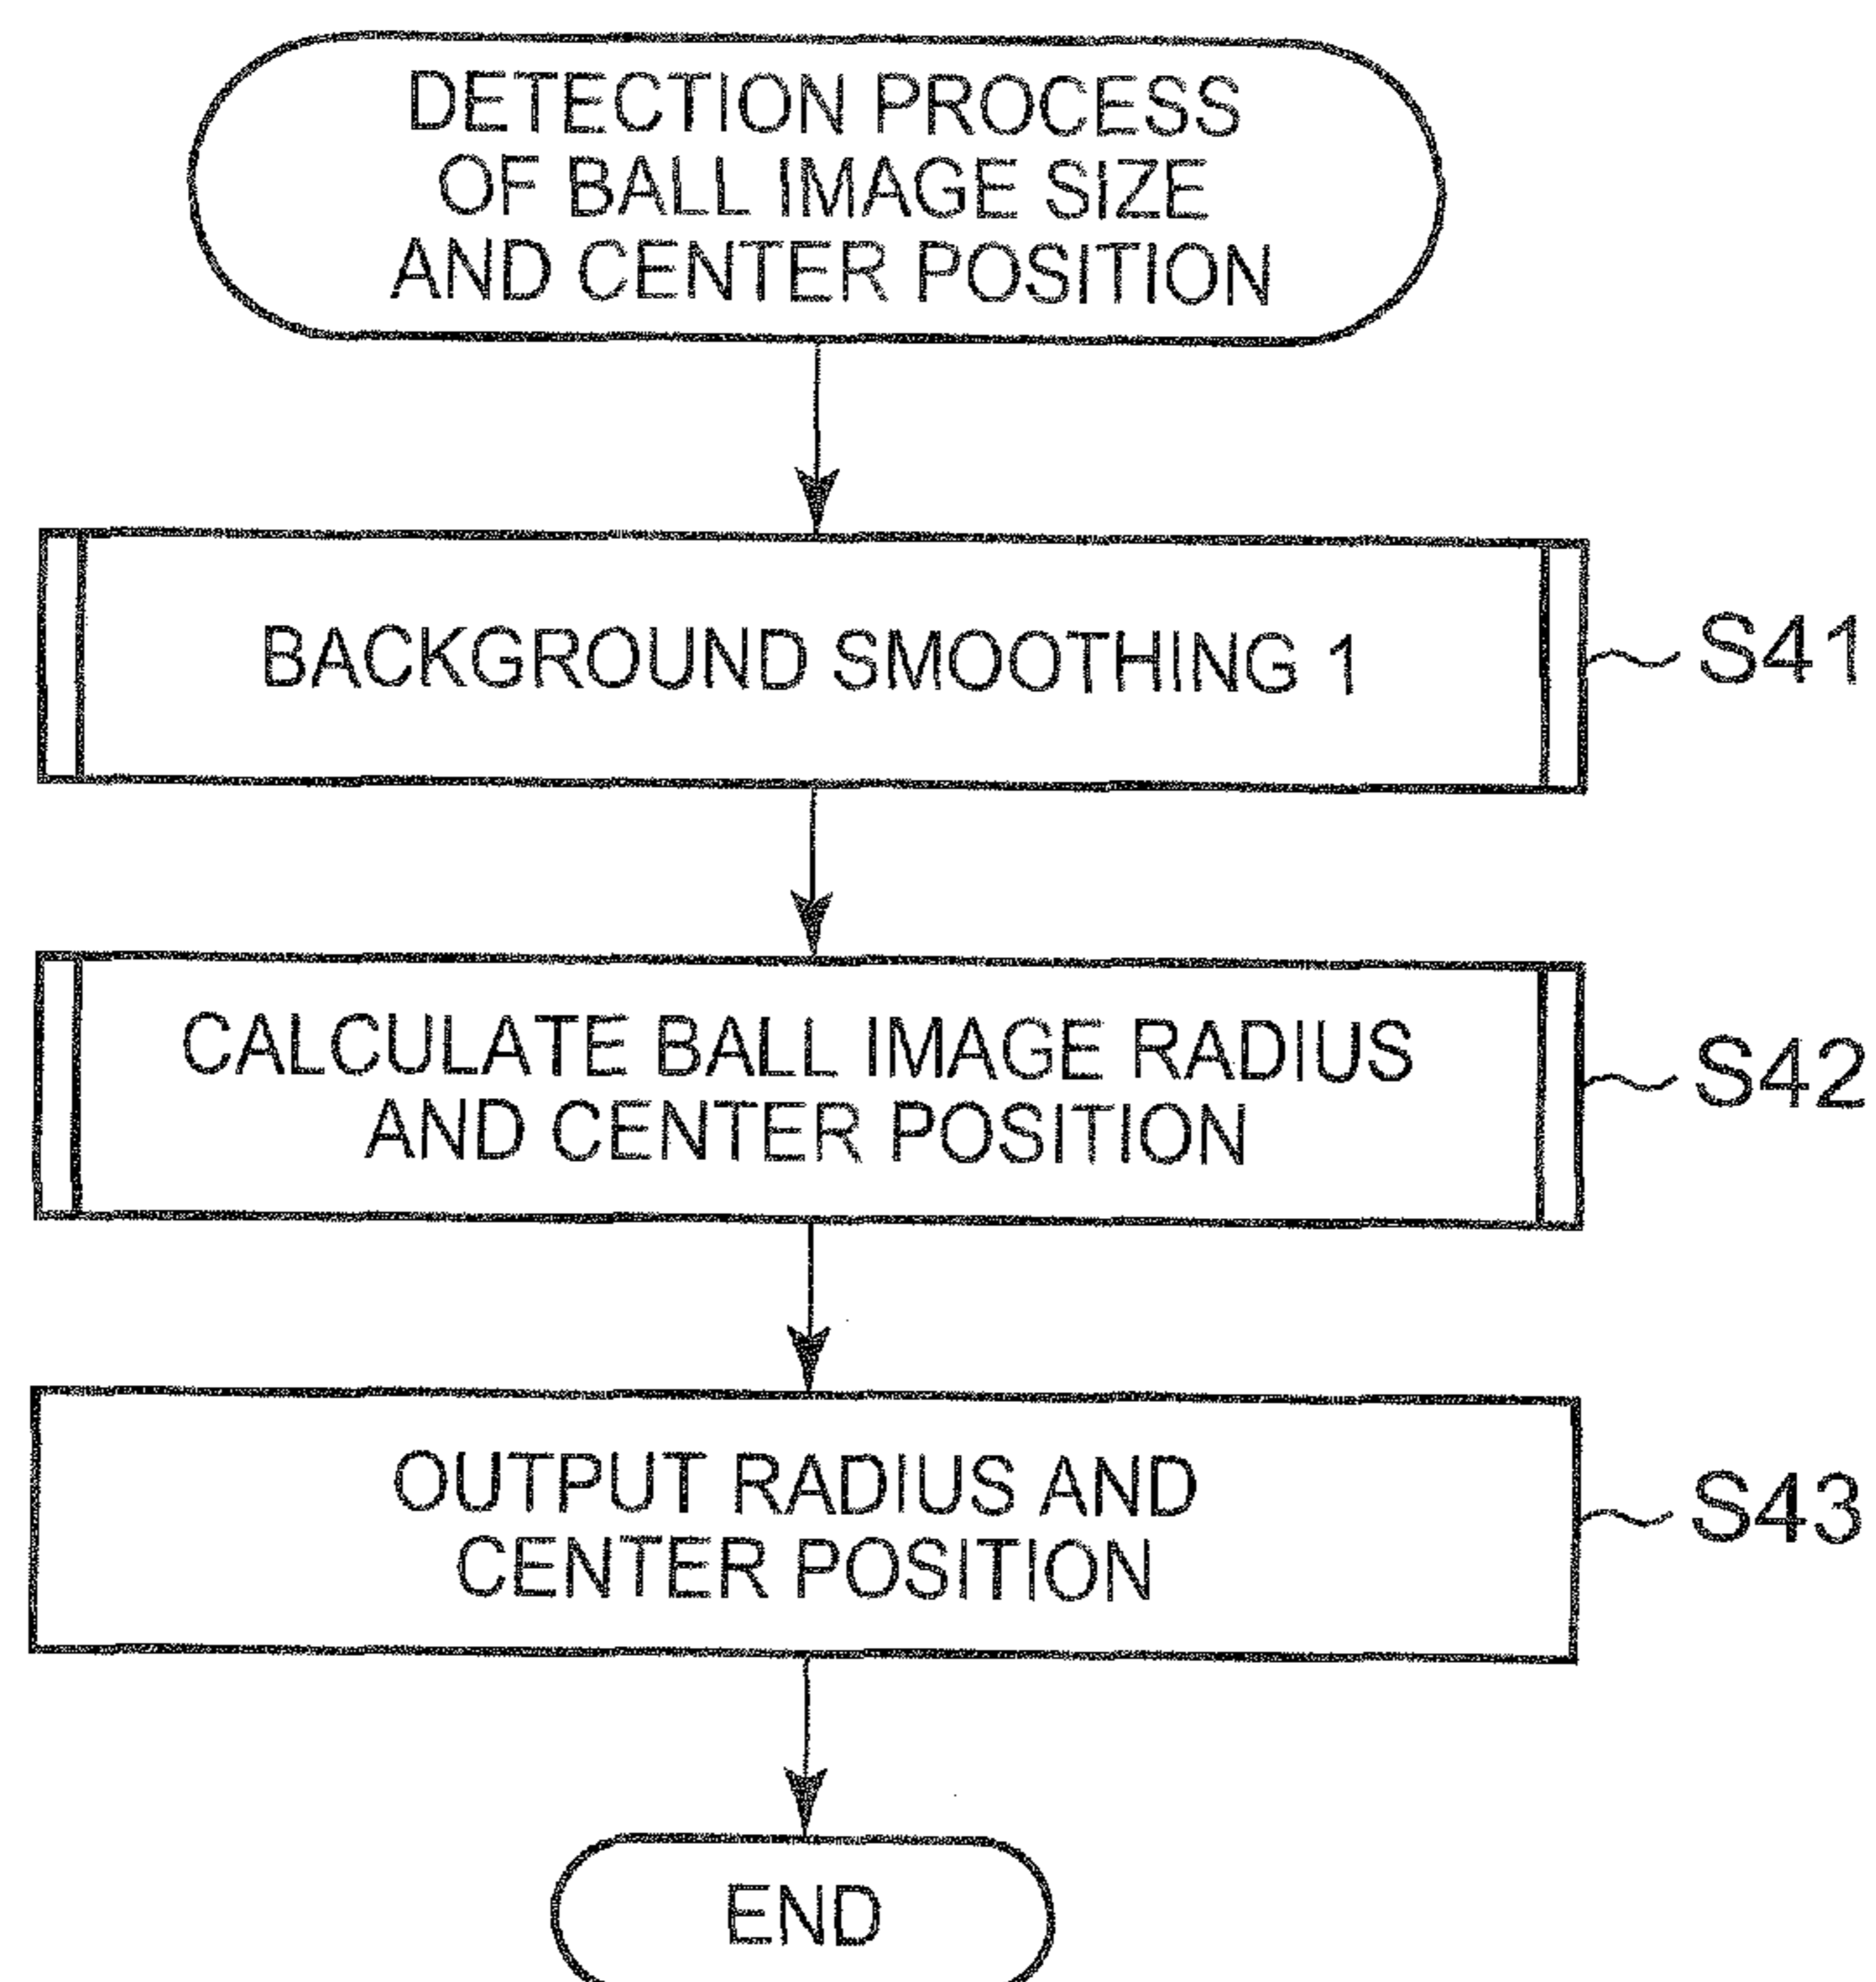 DETECTION PROCESS
OF BALL IMAGE SIZE
AND CENTER POSITION
BACKGROUND SMOOTHING 1
S41
CALCULATE BALL IMAGE RADIUS
AND CENTER POSITION
S42
OUTPUT RADIUS AND
CENTER POSITION
S43
END